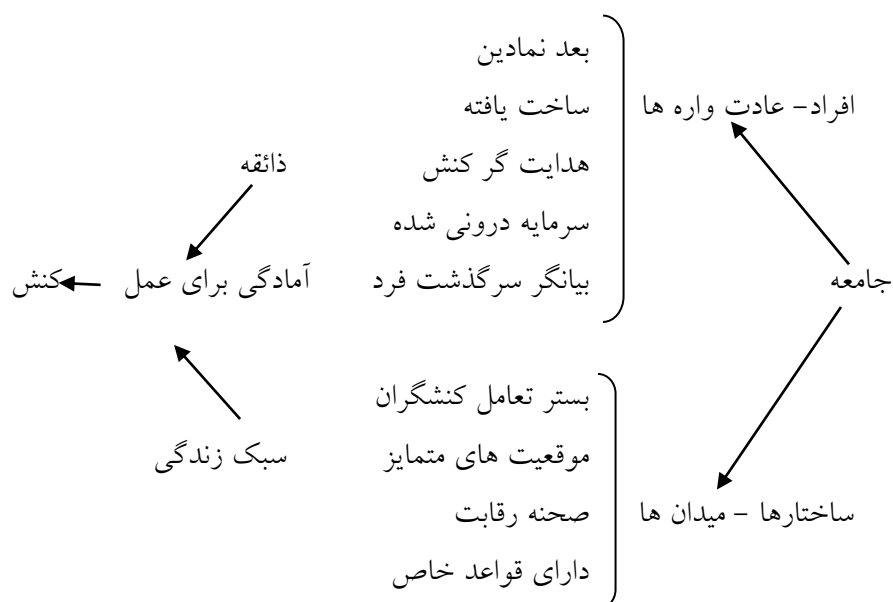 بعد نمادین
افراد- عادت واره ها
ساخت یافته
هدایت گر کنش
ذائقه
سرمایه درونی شده
جامعه
بیانگر سرگذشت فرد
آمادگی برای عمل
کنش
بستر تعامل کنشگران
موقعیت های متمایز
سبک زندگی
ساختارها - میدان ها
صحنه رقابت
دارای قواعد خاص